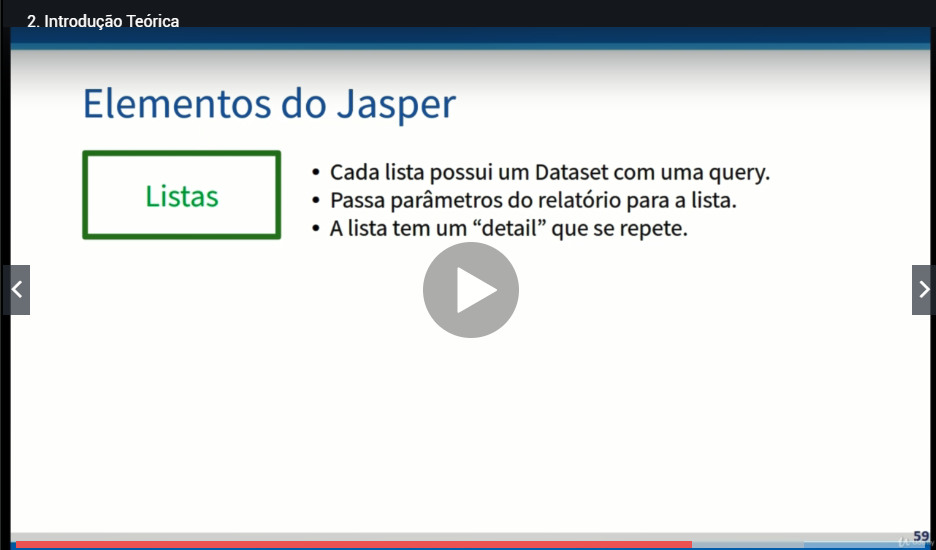 2. Introdução Teórica
Elementos do Jasper
Listas
• Cada lista possui um Dataset com uma query.
• Passa parâmetros do relatório para a lista.
• A lista tem um “detail” que se repete.
59